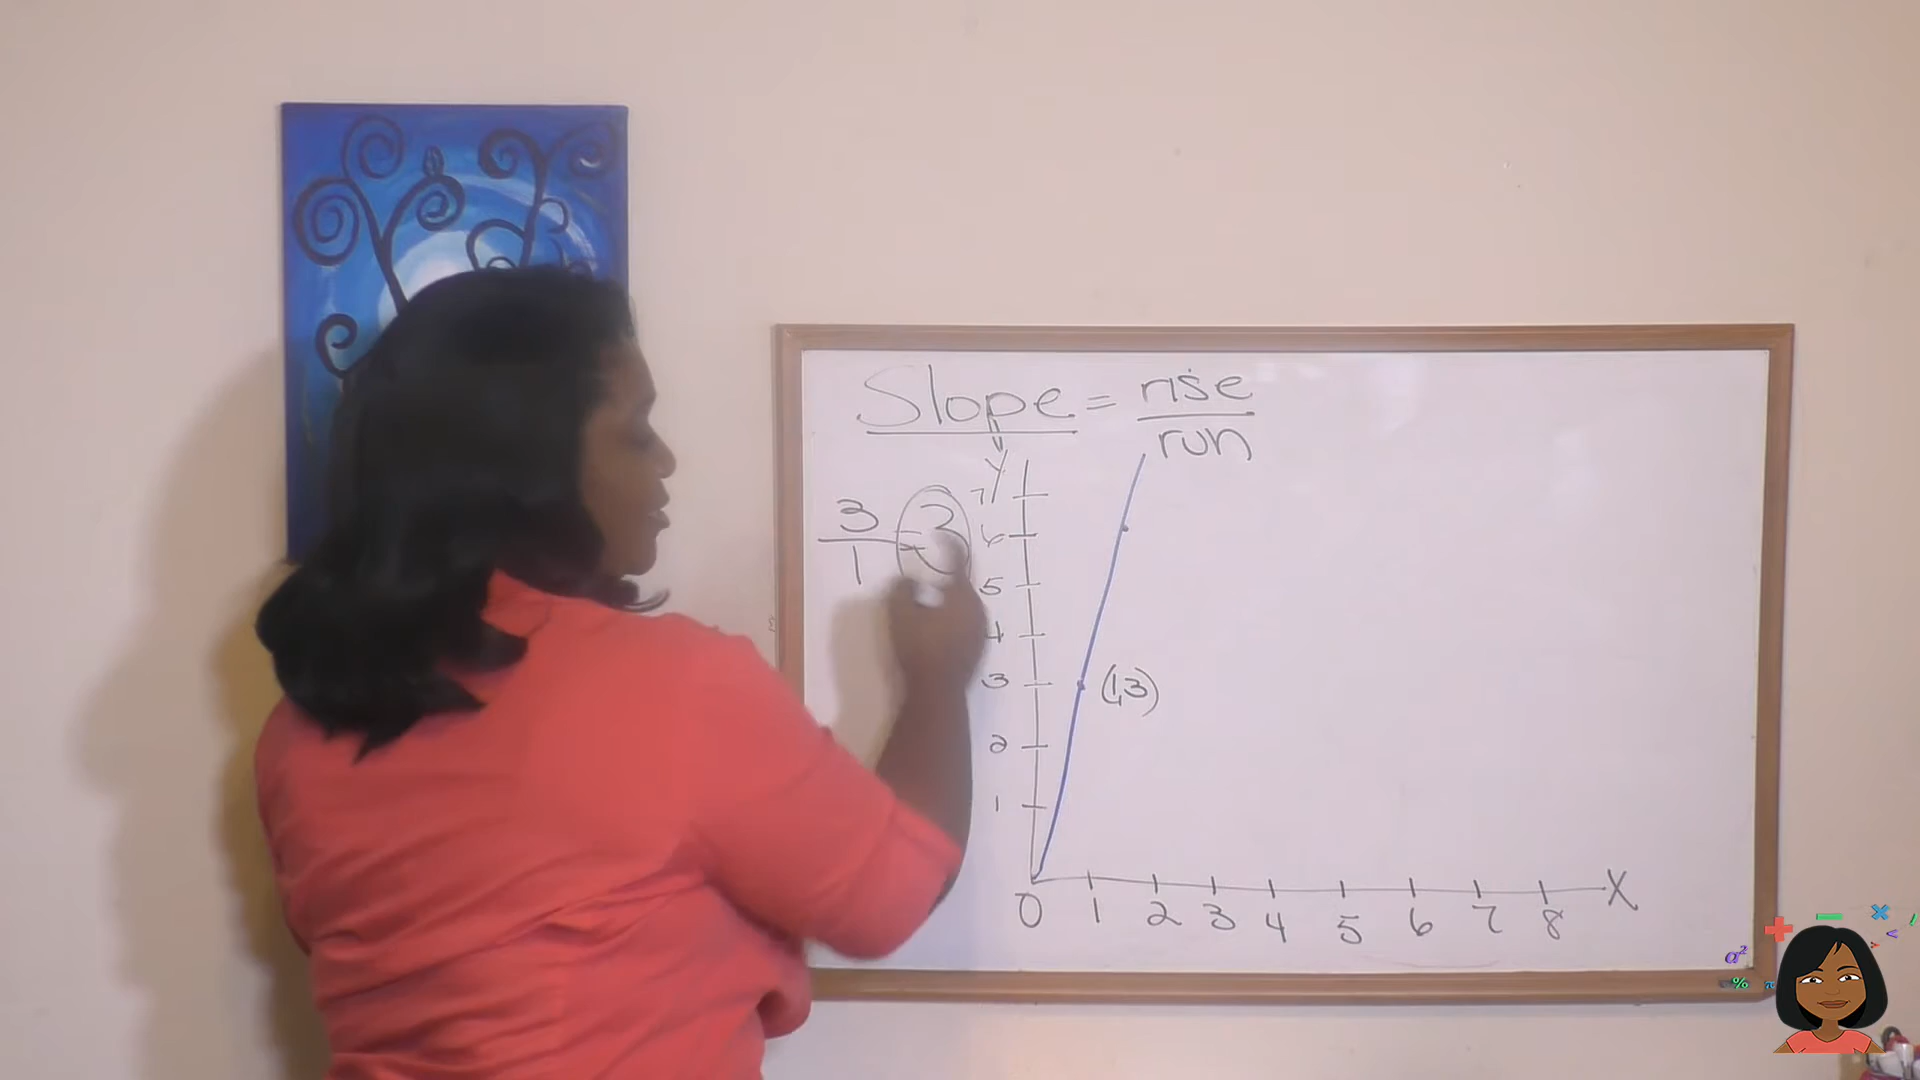 Slope = rise
run
y
3 = 3
1
7
6
5
4
3 (1,3)
2
1
0 1 2 3 4 5 6 7 8 X
a²
%
π